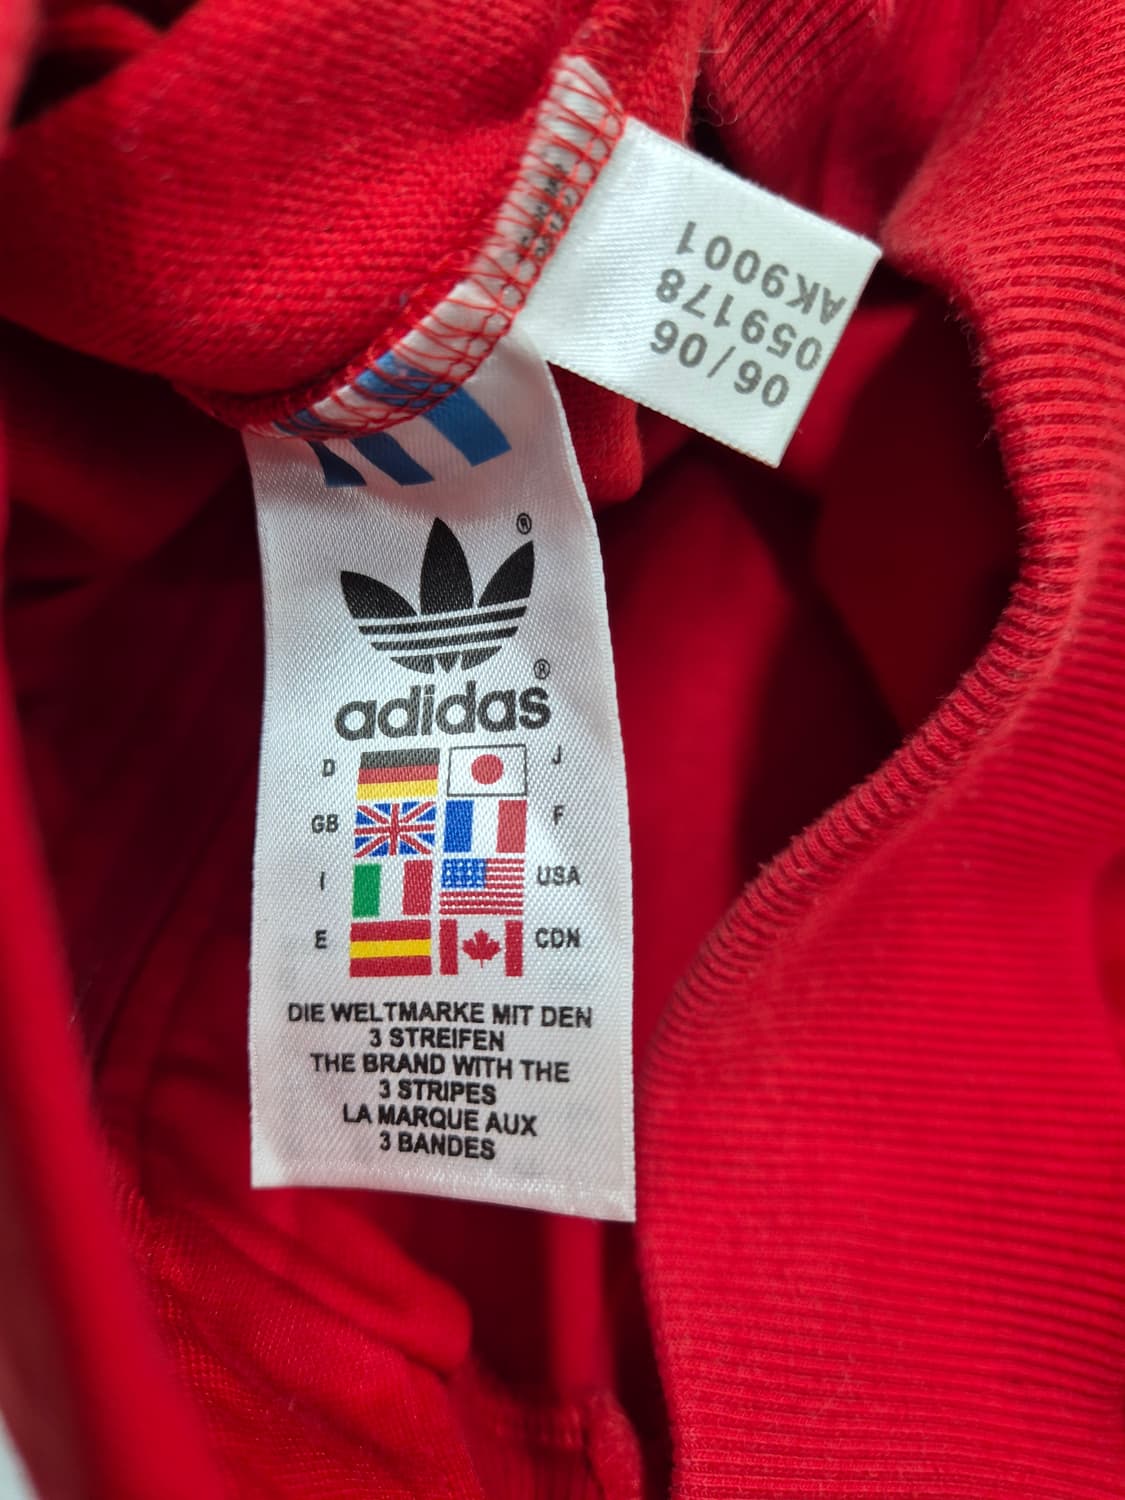 AK9001
059178
06/06
®
adidas®
D J
GB F
I USA
E CDN
DIE WELTMARKE MIT DEN
3 STREIFEN
THE BRAND WITH THE
3 STRIPES
LA MARQUE AUX
3 BANDES